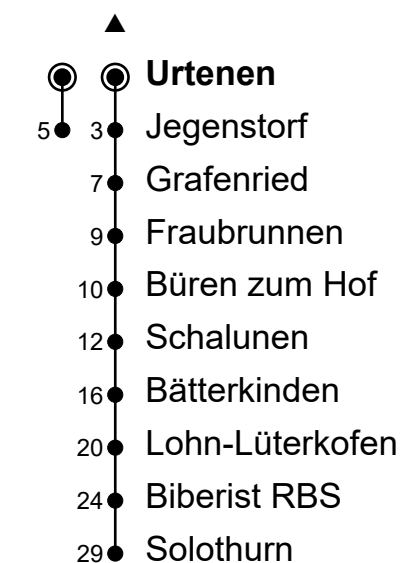 Urtenen
5 3 Jegenstorf
7 Grafenried
9 Fraubrunnen
10 Büren zum Hof
12 Schalunen
16 Bätterkinden
20 Lohn-Lüterkofen
24 Biberist RBS
29 Solothurn